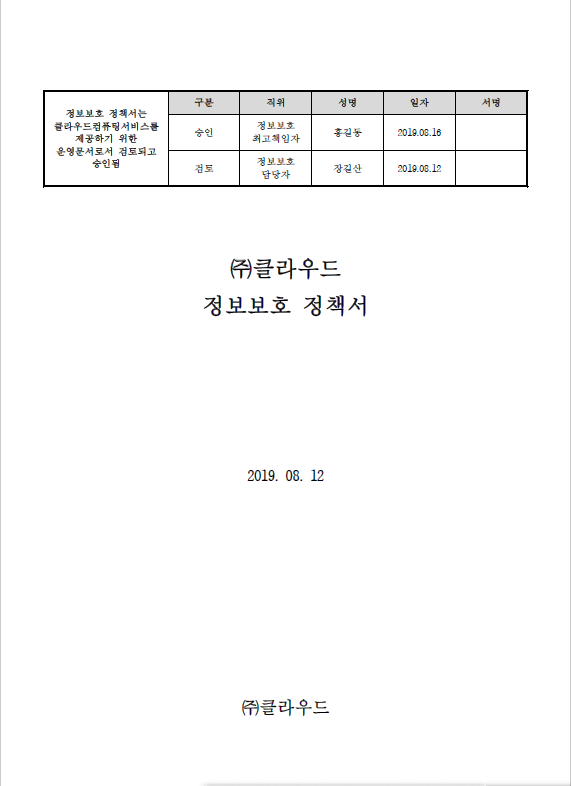 정보보호 정책서는
클라우드컴퓨팅서비스를
제공하기 위한
운영문서로서 검토되고
승인됨
구분 직위 성명 일자 서명
승인 정보보호 최고책임자 홍길동 2019.08.16
검토 정보보호 담당자 장길산 2019.08.12
㈜클라우드
정보보호 정책서
2019. 08. 12
㈜클라우드